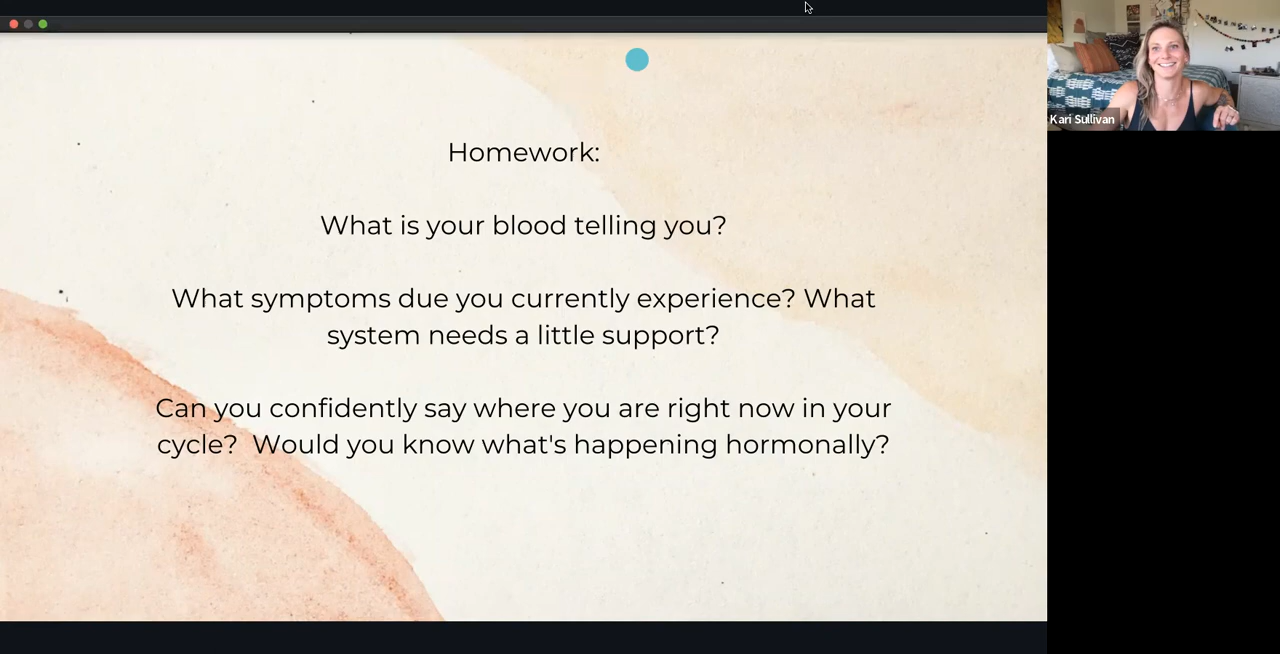 Homework:
What is your blood telling you?
What symptoms due you currently experience? What
system needs a little support?
Can you confidently say where you are right now in your
cycle?  Would you know what's happening hormonally?
Kari Sullivan